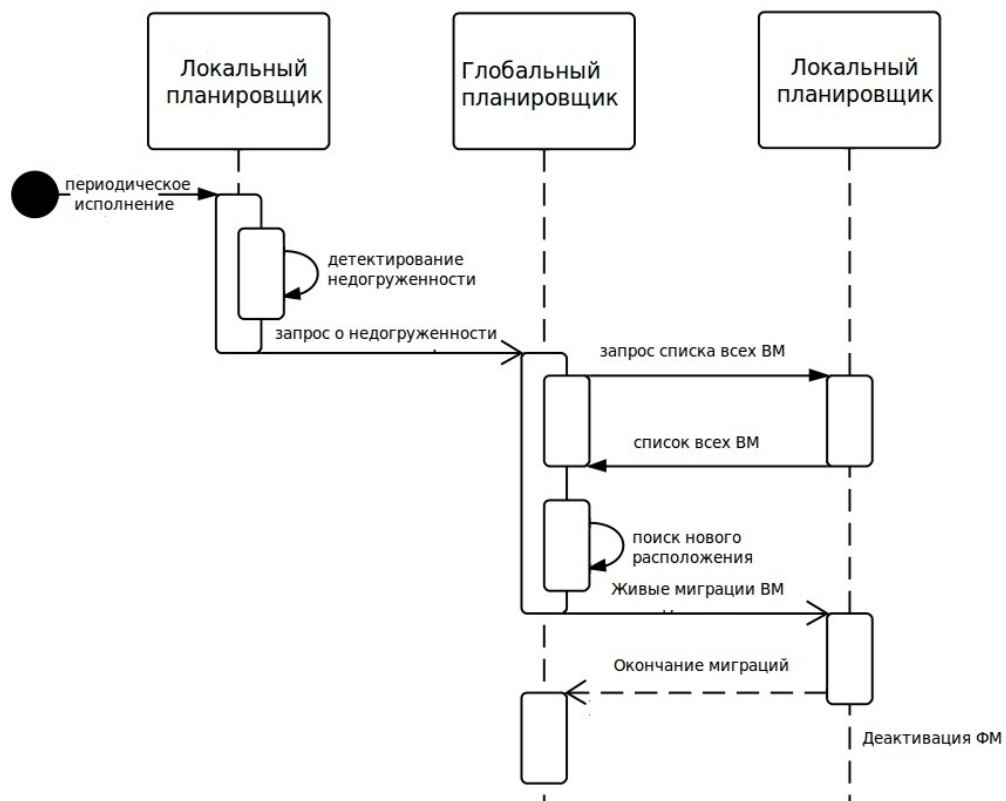 Локальный
планировщик
Глобальный
планировщик
Локальный
планировщик
периодическое
исполнение
детектирование
недогруженности
запрос о недогруженности
запрос списка всех ВМ
список всех ВМ
поиск нового
расположения
Живые миграции ВМ
Окончание миграций
Деактивация ФМ